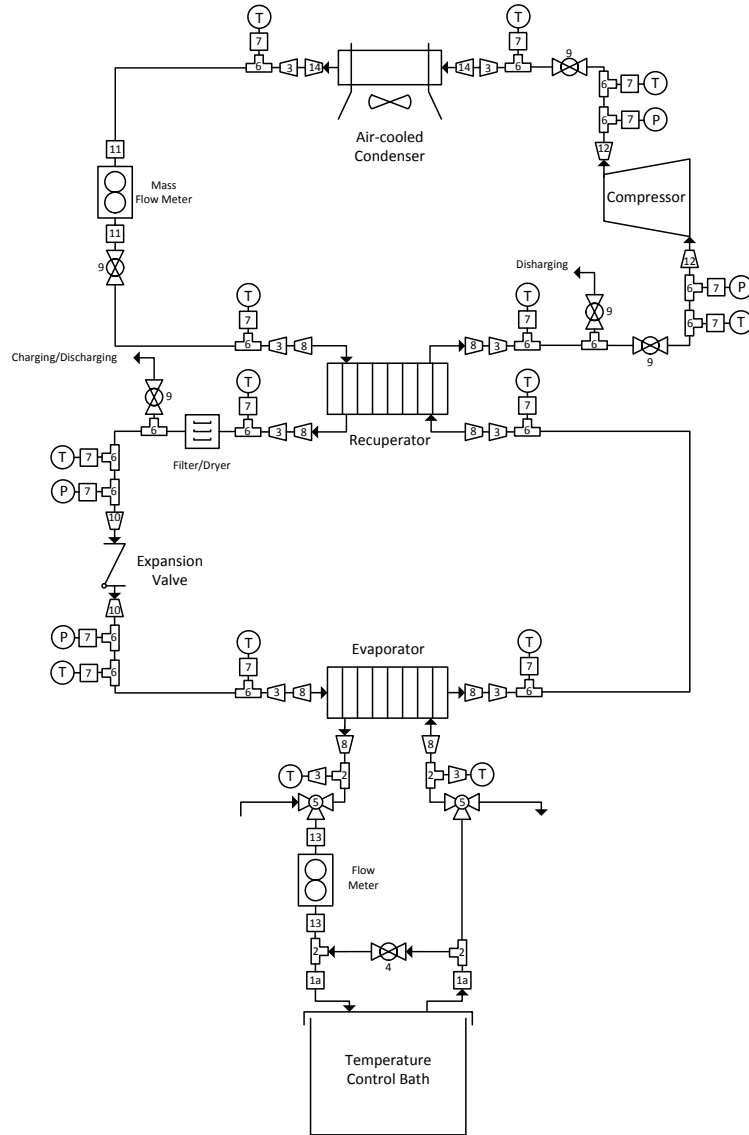 T
T
7
7
9
6
3
14
14
3
6
6
7
T
6
7
P
Air-cooled
Condenser
12
11
Mass
Flow Meter
Compressor
11
9
Disharging
12
6
7
P
T
T
9
6
7
T
7
7
6
3
8
8
3
6
6
9
Charging/Discharging
T
T
9
7
7
6
6
3
8
Recuperator
8
3
6
T
7
6
Filter/Dryer
P
7
6
10
Expansion
Valve
10
P
7
6
T
Evaporator
T
T
7
6
7
7
6
3
8
8
3
6
8
8
T
3
2
2
3
T
5
5
13
Flow
Meter
13
2
2
4
1a
1a
Temperature
Control Bath